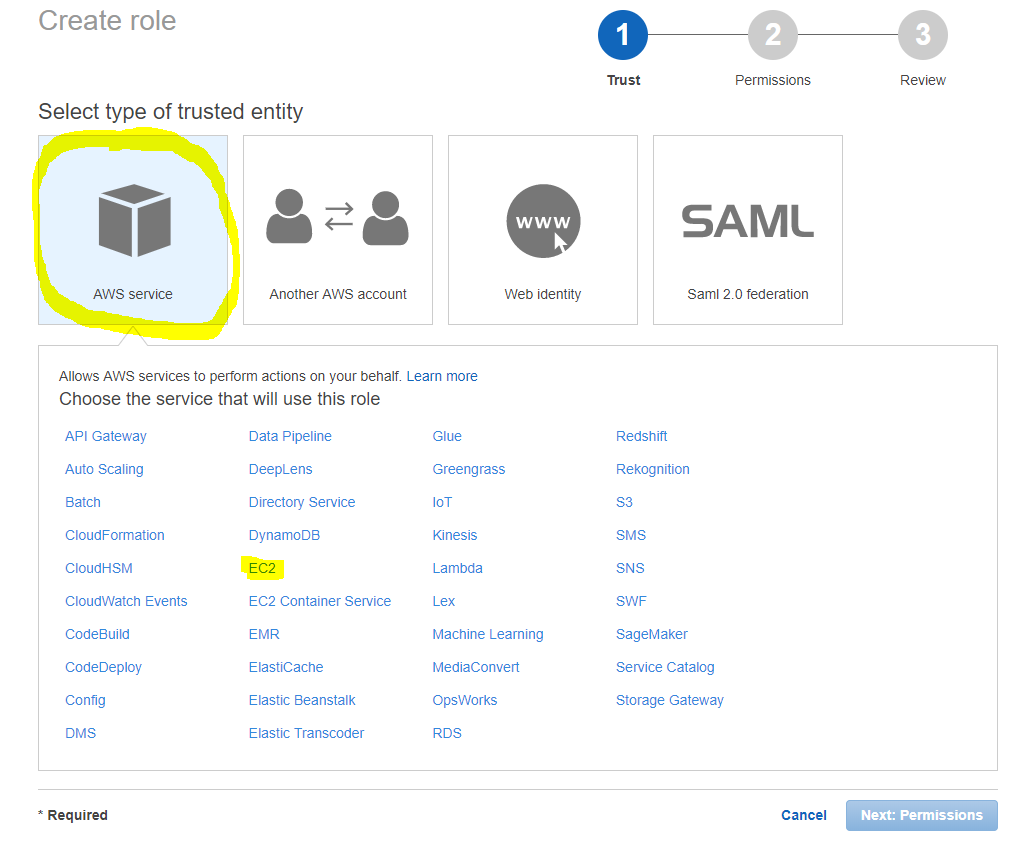 Create role
1 2 3
Trust Permissions Review
Select type of trusted entity
www SAML
AWS service Another AWS account Web identity Saml 2.0 federation
Allows AWS services to perform actions on your behalf. Learn more
Choose the service that will use this role
API Gateway Data Pipeline Glue Redshift
Auto Scaling DeepLens Greengrass Rekognition
Batch Directory Service IoT S3
CloudFormation DynamoDB Kinesis SMS
CloudHSM EC2 Lambda SNS
CloudWatch Events EC2 Container Service Lex SWF
CodeBuild EMR Machine Learning SageMaker
CodeDeploy ElastiCache MediaConvert Service Catalog
Config Elastic Beanstalk OpsWorks Storage Gateway
DMS Elastic Transcoder RDS
* Required Cancel Next: Permissions